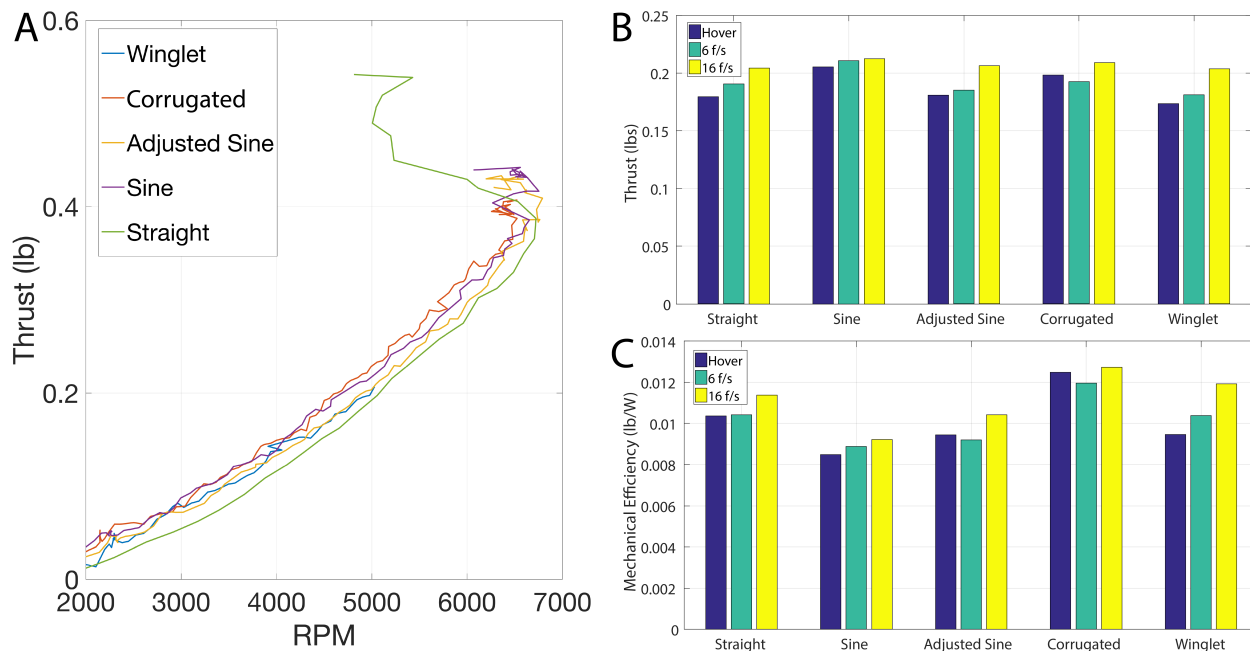 A
0.6
0.4
0.2
0
Thrust (lb)
Winglet
Corrugated
Adjusted Sine
Sine
Straight
2000 3000 4000 5000 6000 7000
RPM
B
0.25
0.2
0.15
0.1
0.05
0
Thrust (lbs)
Hover
6 f/s
16 f/s
Straight Sine Adjusted Sine Corrugated Winglet
C
0.014
0.012
0.01
0.008
0.006
0.004
0.002
0
Mechanical Efficiency (lb/W)
Hover
6 f/s
16 f/s
Straight Sine Adjusted Sine Corrugated Winglet